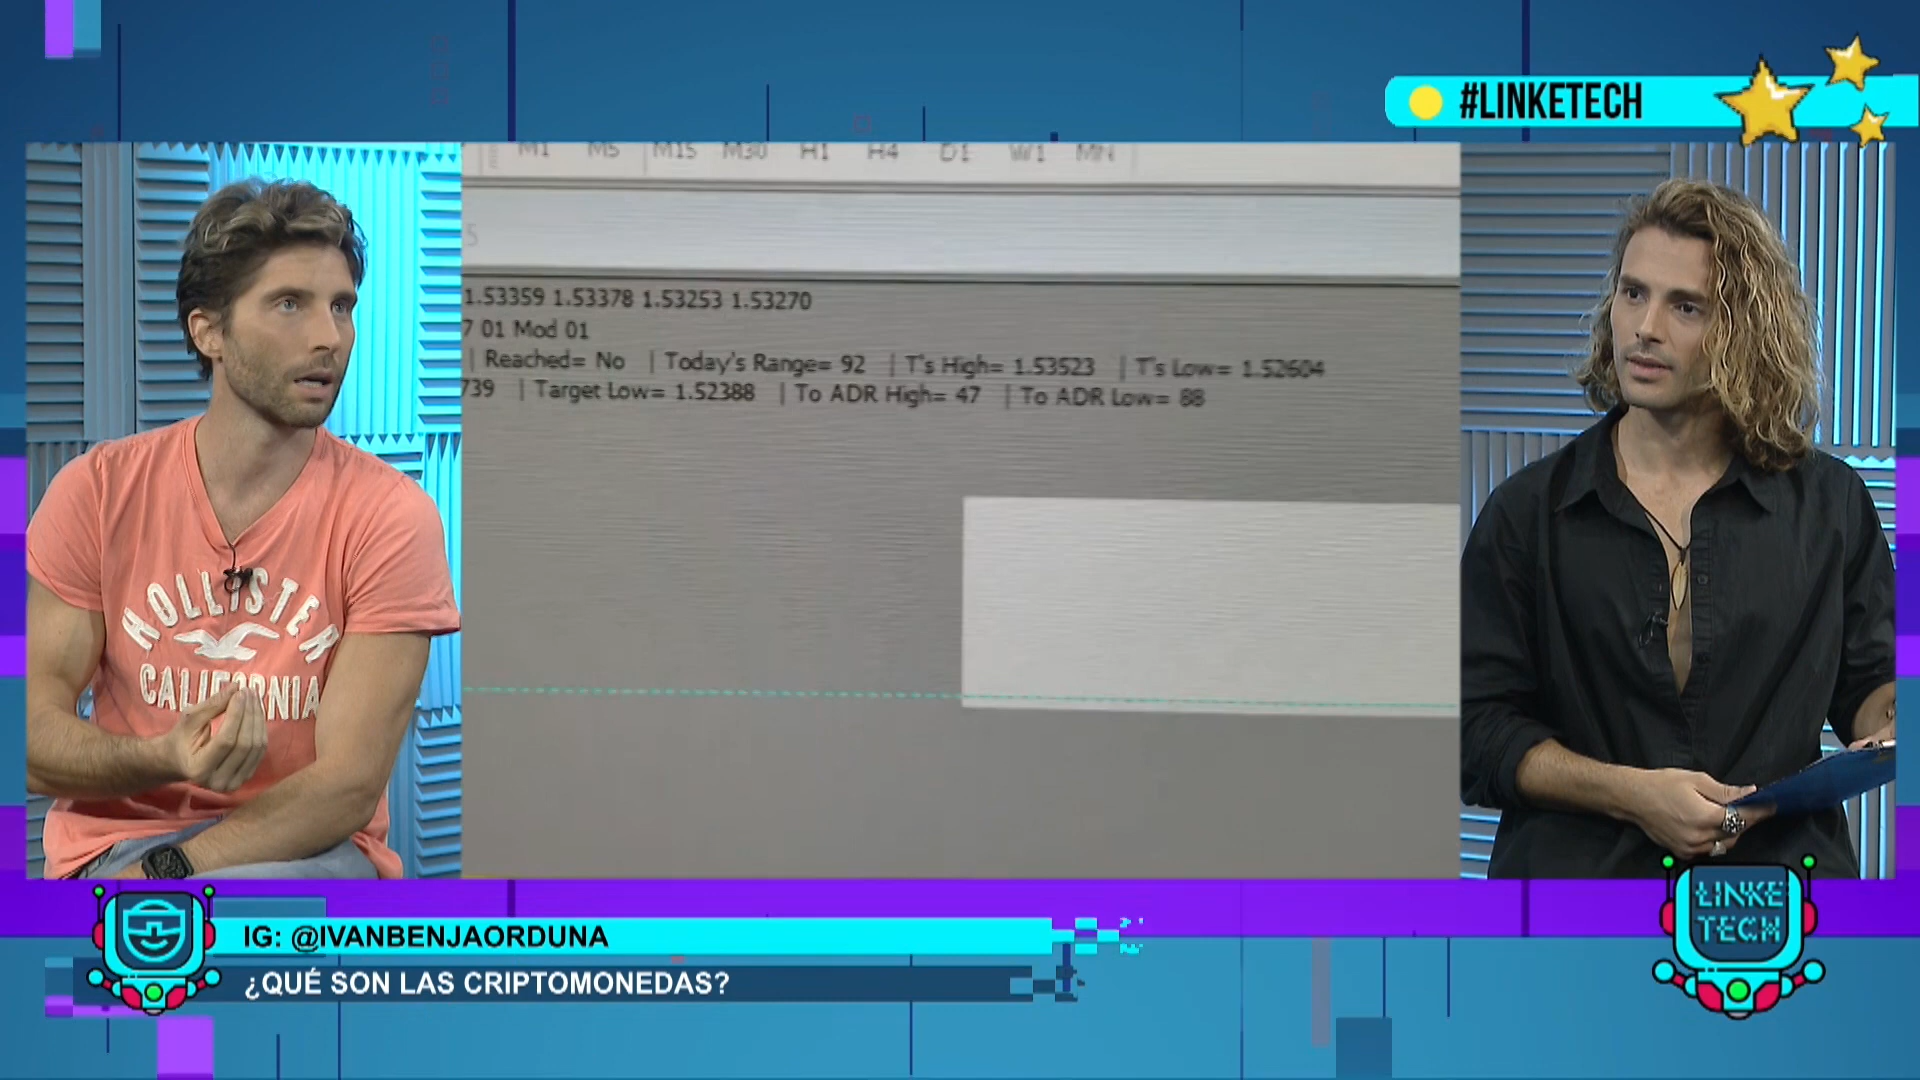 #LINKETECH
M1 M5 M15 M30 H1 H4 D1 W1 MN
5
1.53359 1.53378 1.53253 1.53270
7 01 Mod 01
| Reached= No | Today's Range= 92 | T's High= 1.53523 | T's Low= 1.52604
739 | Target Low= 1.52388 | To ADR High= 47 | To ADR Low= 88
HOLLISTER
CALIFORNIA
IG: @IVANBENJAORDUNA
¿QUÉ SON LAS CRIPTOMONEDAS?
LINKE
TECH